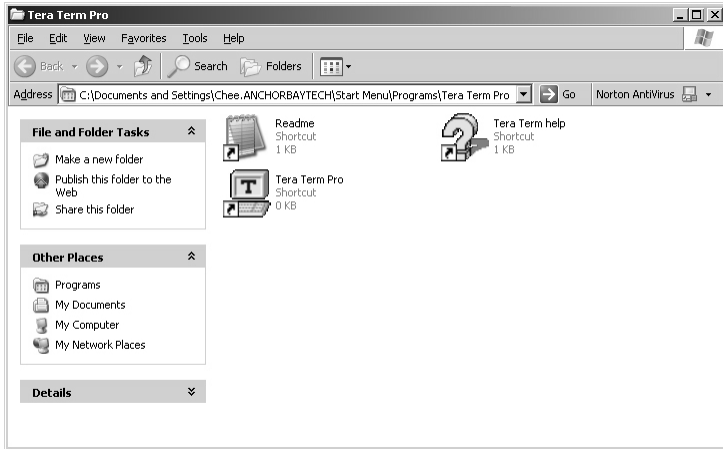 Tera Term Pro
File Edit View Favorites Tools Help
Back Search Folders
Address C:\Documents and Settings\Chee.ANCHORBAYTECH\Start Menu\Programs\Tera Term Pro Go Norton AntiVirus
File and Folder Tasks
Make a new folder
Publish this folder to the
Web
Share this folder
Other Places
Programs
My Documents
My Computer
My Network Places
Details
Readme
Shortcut
1 KB
Tera Term help
Shortcut
1 KB
T
Tera Term Pro
Shortcut
0 KB